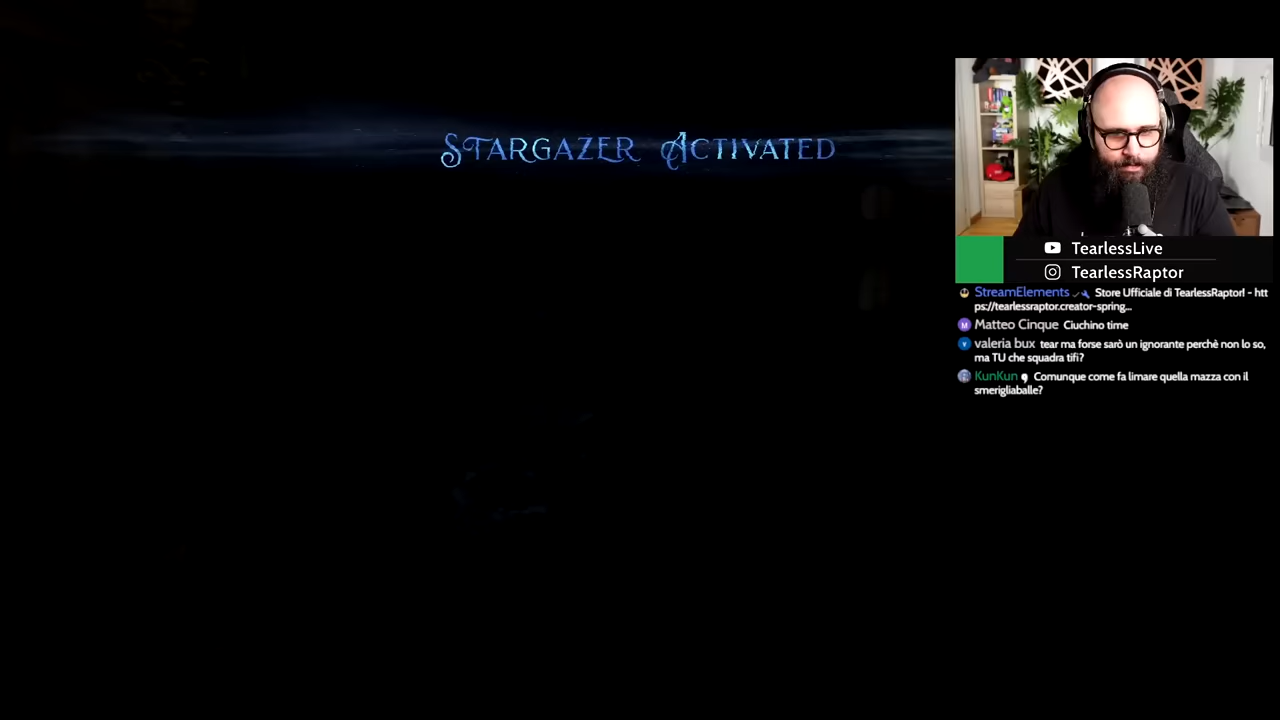 Stargazer Activated
TearlessLive
TearlessRaptor
StreamElements Store Ufficiale di TearlessRaptor! - htt
ps://tearlessraptor.creator-spring...
M Matteo Cinque Ciuchino time
v valeria bux tear ma forse sarò un ignorante perchè non lo so,
ma TU che squadra tifi?
KunKun Comunque come fa limare quella mazza con il
smerigliaballe?